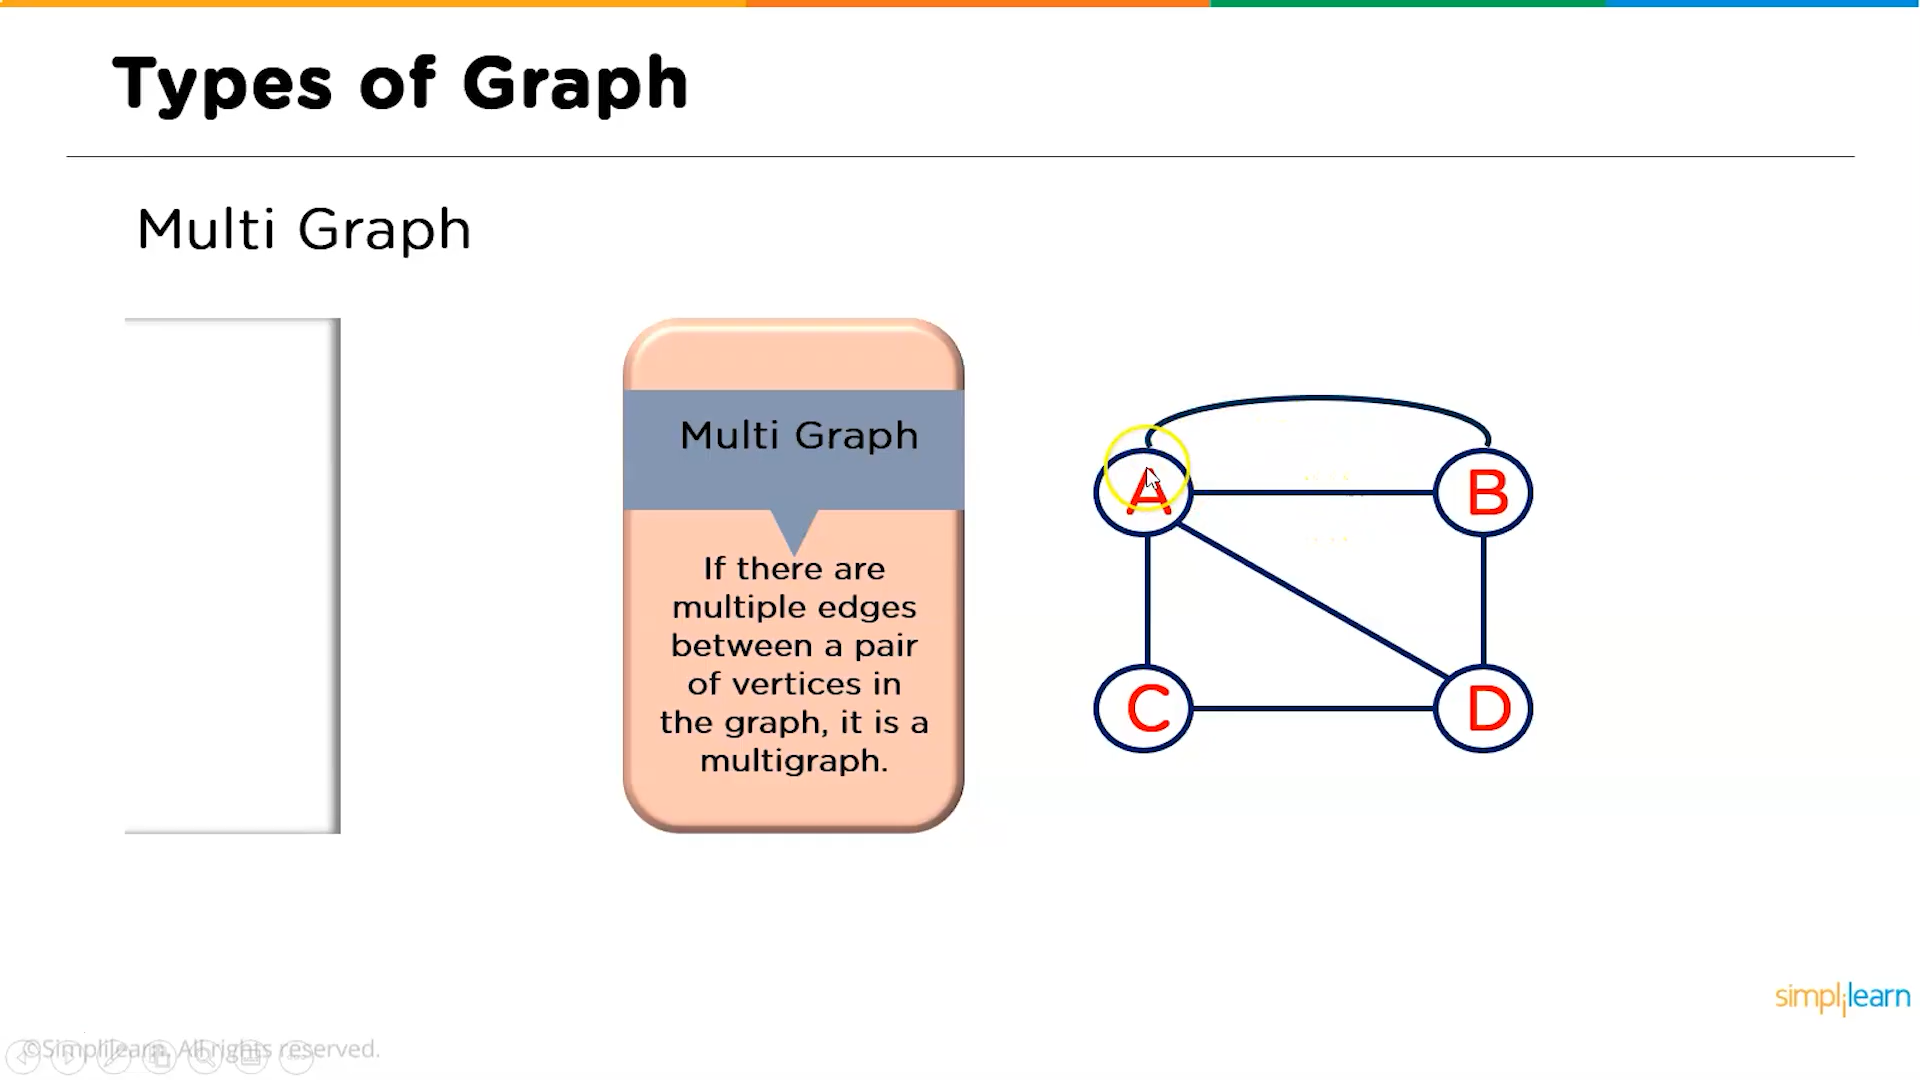 Types of Graph
Multi Graph
Multi Graph
If there are
multiple edges
between a pair
of vertices in
the graph, it is a
multigraph.
A
B
C
D
simplilearn
©Simplilearn. All rights reserved.